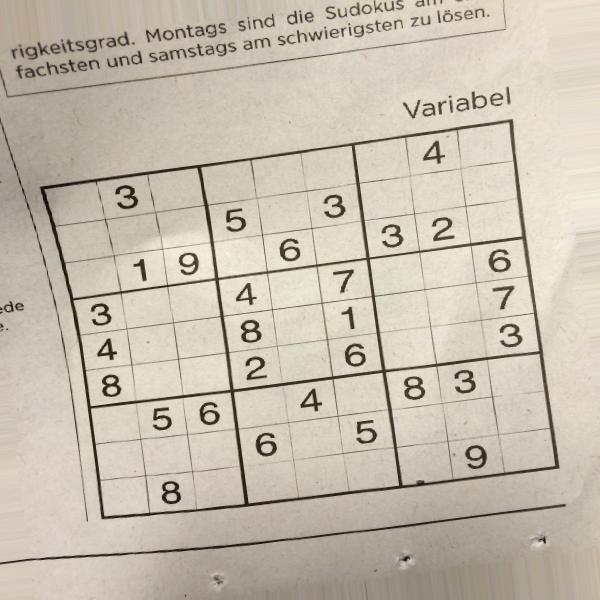 rigkeitsgrad. Montags sind die Sudokus am
fachsten und samstags am schwierigsten zu lösen.
Variabel
3 4
5 3
1 9 6 3 2
3 4 7 6
4 8 1 7
8 2 6 3
5 6 4 8 3
6 5
8 9